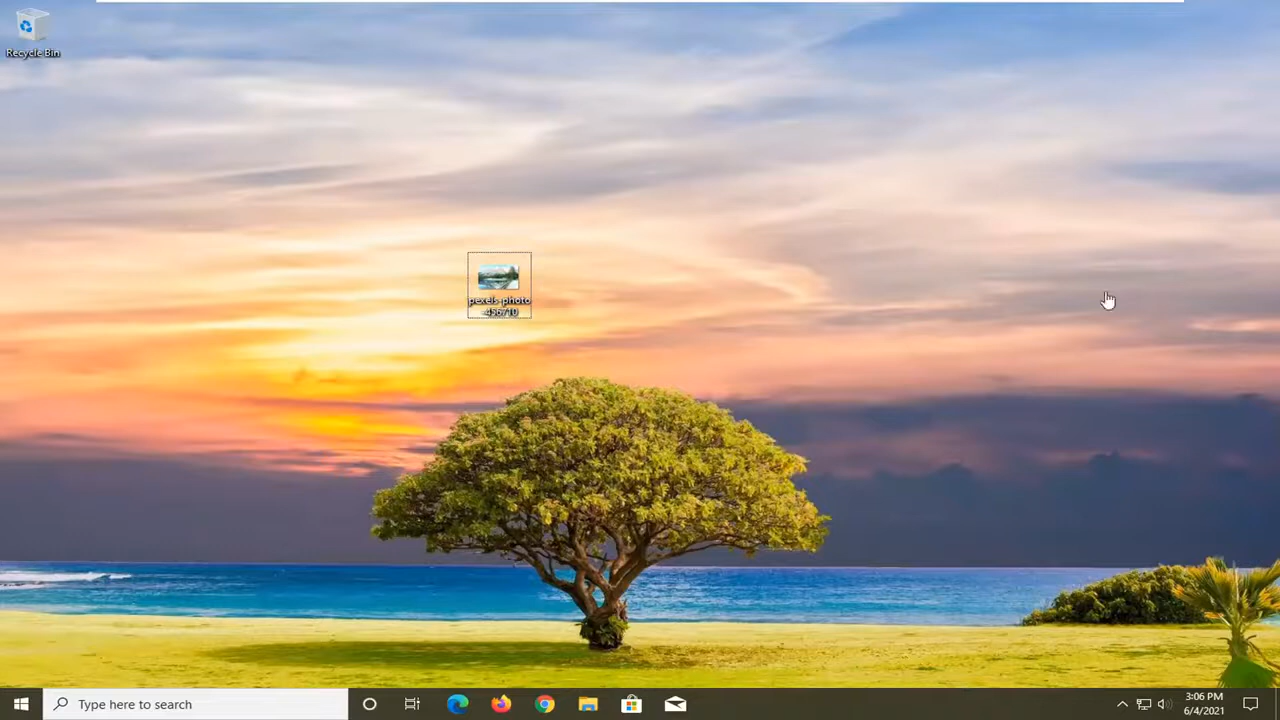 Recycle Bin
pexels-photo
-456710
Type here to search
3:06 PM
6/4/2021